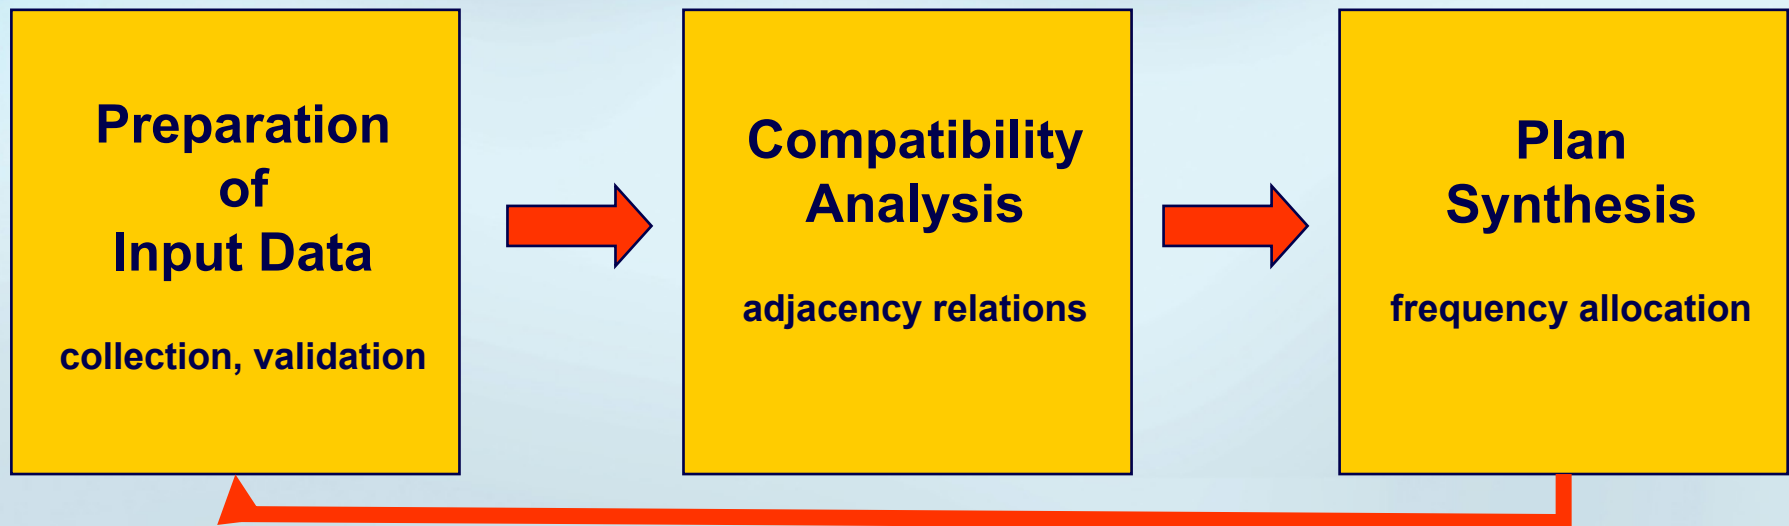 Preparation
of
Input Data
collection, validation
Compatibility
Analysis
adjacency relations
Plan
Synthesis
frequency allocation